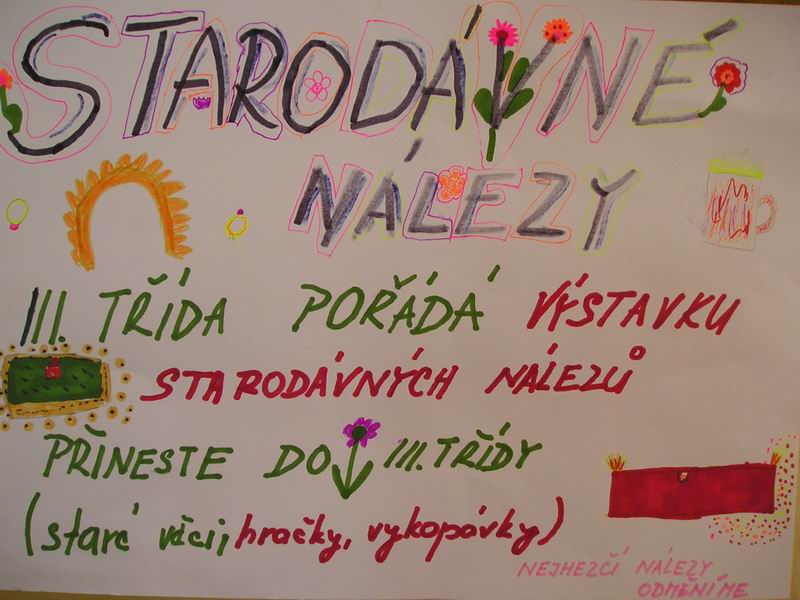 STARODÁVNÉ
NÁLEZY
III. TŘÍDA POŘÁDÁ VÝSTAVKU
STARODÁVNÝCH NÁLEZŮ
PŘINESTE DO III. TŘÍDY
(staré věci, hračky, vykopávky)
NEJHEZČÍ NÁLEZY
ODMĚNÍME